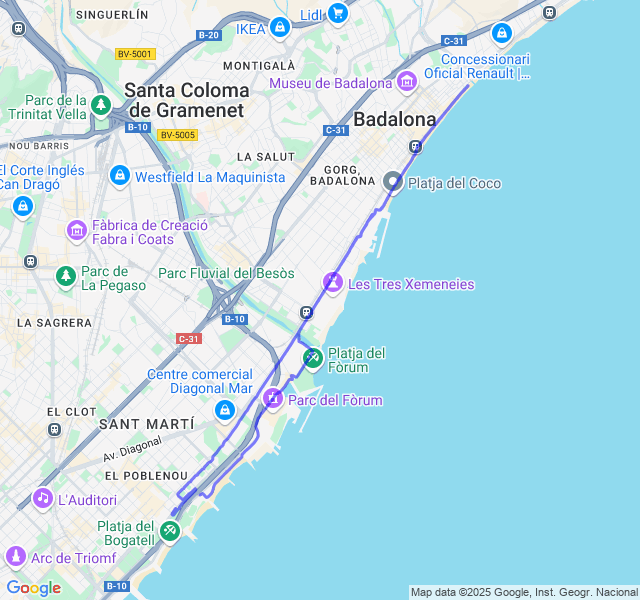 SINGUERLÍN
Lidl
B-20
IKEA
C-31
BV-5001
MONTIGALÀ
Concessionari
Oficial Renault |...
Museu de Badalona
Santa Coloma
de Gramenet
Parc de la
Trinitat Vella
Badalona
B-10
C-31
BV-5005
NOU BARRIS
LA SALUT
El Corte Inglés
Can Dragó
Westfield La Maquinista
GORG,
BADALONA
Platja del Coco
Fàbrica de Creació
Fabra i Coats
Parc de
La Pegaso
Parc Fluvial del Besòs
Les Tres Xemeneies
LA SAGRERA
B-10
C-31
Platja del
Fòrum
Centre comercial
Diagonal Mar
Parc del Fòrum
EL CLOT
SANT MARTÍ
Av. Diagonal
EL POBLENOU
L'Auditori
Platja del
Bogatell
Arc de Triomf
B-10
Google
Map data ©2025 Google, Inst. Geogr. Nacional